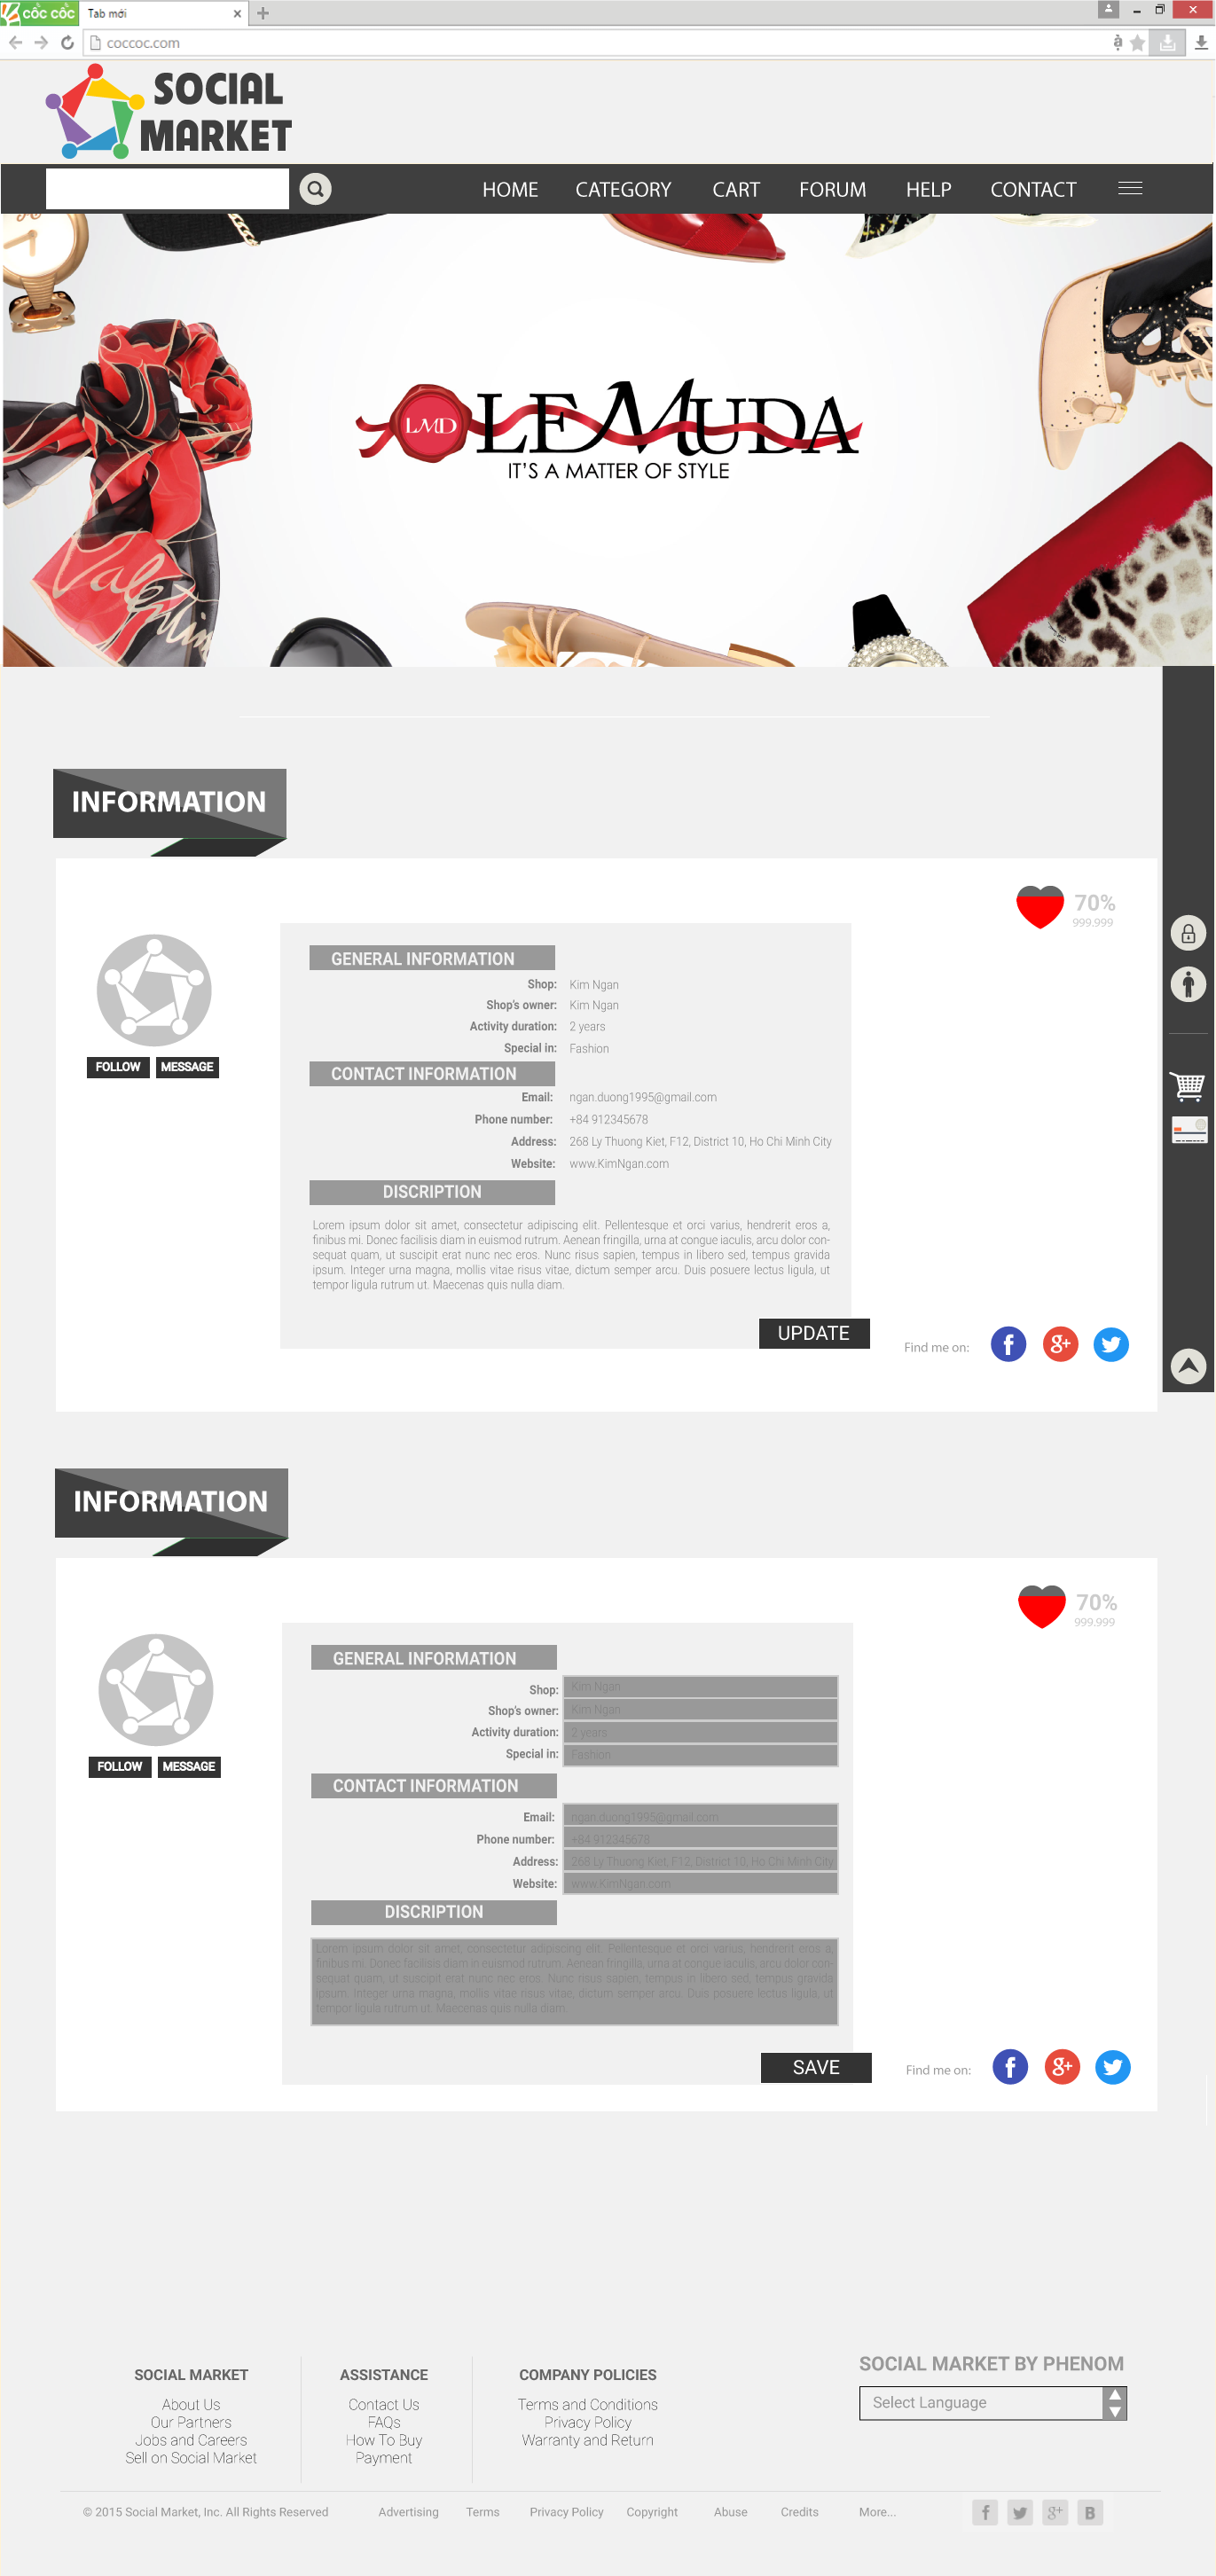 cốc cốc
Tab mới
coccoc.com
SOCIAL
MARKET
HOME CATEGORY CART FORUM HELP CONTACT
Valentin
LMD LEMUDA
IT'S A MATTER OF STYLE
INFORMATION
70%
999.999
GENERAL INFORMATION
Shop: Kim Ngan
Shop's owner: Kim Ngan
Activity duration: 2 years
Special in: Fashion
FOLLOW MESSAGE
CONTACT INFORMATION
Email: ngan.duong1995@gmail.com
Phone number: +84 912345678
Address: 268 Ly Thuong Kiet, F12, District 10, Ho Chi Minh City
Website: www.KimNgan.com
DISCRIPTION
Lorem ipsum dolor sit amet, consectetur adipiscing elit. Pellentesque et orci varius, hendrerit eros a,
finibus mi. Donec facilisis diam in euismod rutrum. Aenean fringilla, urna at congue iaculis, arcu dolor con-
sequat quam, ut suscipit erat nunc nec eros. Nunc risus sapien, tempus in libero sed, tempus gravida
ipsum. Integer urna magna, mollis vitae risus vitae, dictum semper arcu. Duis posuere lectus ligula, ut
tempor ligula rutrum ut. Maecenas quis nulla diam.
UPDATE
Find me on:
INFORMATION
70%
999.999
GENERAL INFORMATION
Shop: Kim Ngan
Shop's owner: Kim Ngan
Activity duration: 2 years
Special in: Fashion
FOLLOW MESSAGE
CONTACT INFORMATION
Email: ngan.duong1995@gmail.com
Phone number: +84 912345678
Address: 268 Ly Thuong Kiet, F12, District 10, Ho Chi Minh City
Website: www.KimNgan.com
DISCRIPTION
Lorem ipsum dolor sit amet, consectetur adipiscing elit. Pellentesque et orci varius, hendrerit eros a,
finibus mi. Donec facilisis diam in euismod rutrum. Aenean fringilla, urna at congue iaculis, arcu dolor con-
sequat quam, ut suscipit erat nunc nec eros. Nunc risus sapien, tempus in libero sed, tempus gravida
ipsum. Integer urna magna, mollis vitae risus vitae, dictum semper arcu. Duis posuere lectus ligula, ut
tempor ligula rutrum ut. Maecenas quis nulla diam.
SAVE
Find me on:
SOCIAL MARKET
About Us
Our Partners
Jobs and Careers
Sell on Social Market
ASSISTANCE
Contact Us
FAQs
How To Buy
Payment
COMPANY POLICIES
Terms and Conditions
Privacy Policy
Warranty and Return
SOCIAL MARKET BY PHENOM
Select Language
© 2015 Social Market, Inc. All Rights Reserved Advertising Terms Privacy Policy Copyright Abuse Credits More...